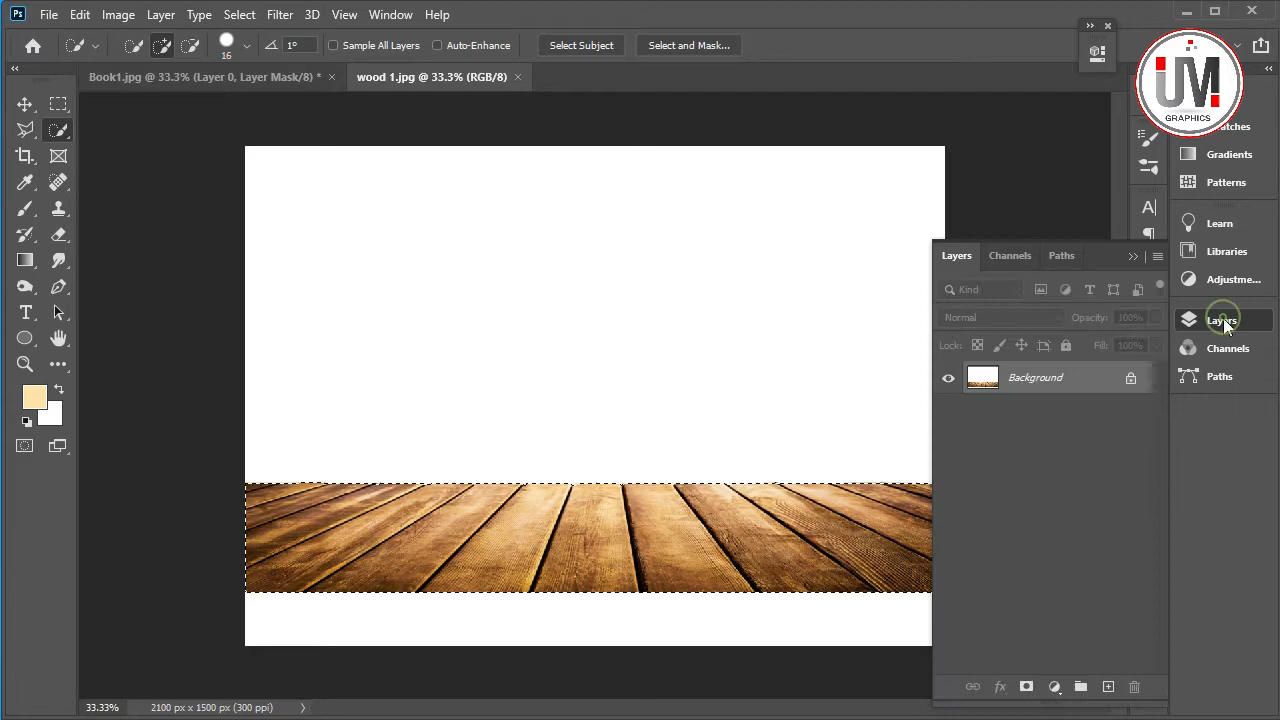 Ps File Edit Image Layer Type Select Filter 3D View Window Help
16 1° Sample All Layers Auto-Enhance Select Subject Select and Mask...
Book1.jpg @ 33.3% (Layer 0, Layer Mask/8) * × wood 1.jpg @ 33.3% (RGB/8) ×
UM
GRAPHICS
Gradients
Patterns
Learn
Libraries
Adjustme...
Layers
Channels
Paths
Layers Channels Paths
Kind
Normal Opacity: 100%
Lock: Fill: 100%
Background
33.33% 2100 px x 1500 px (300 ppi)